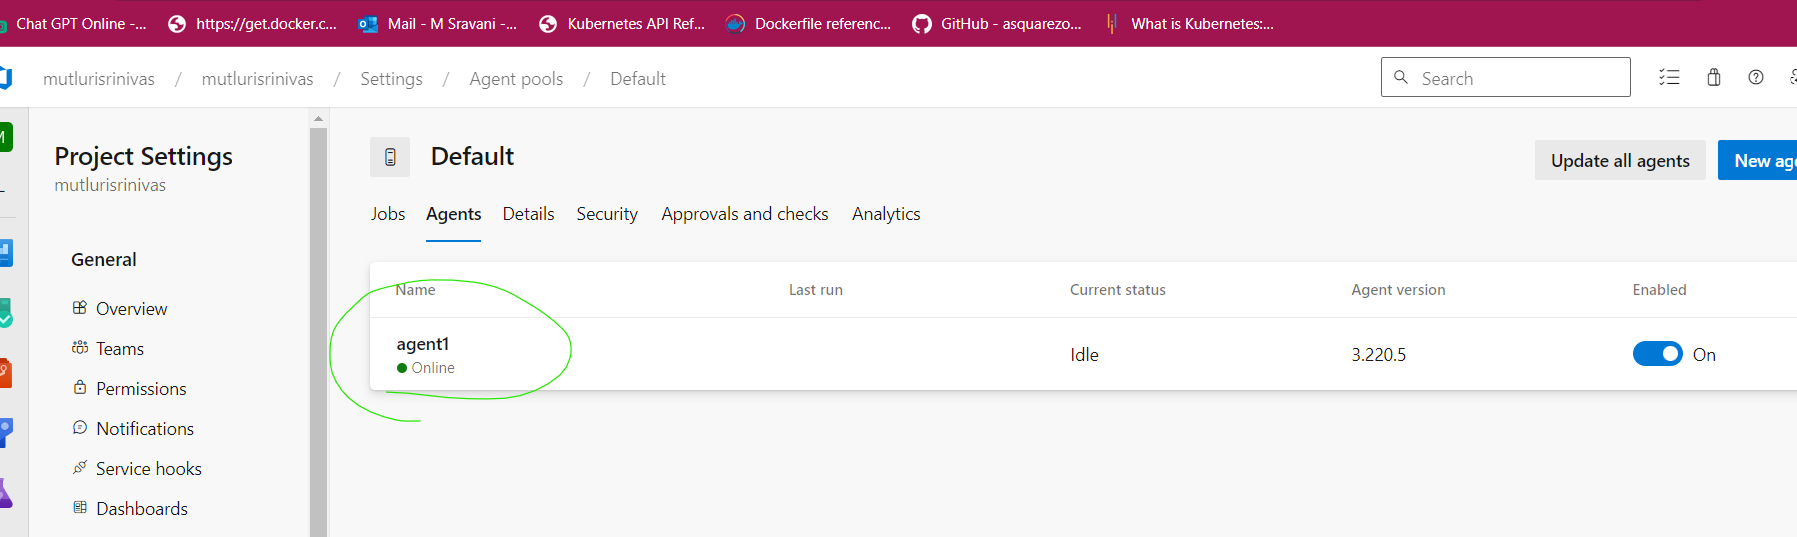 Chat GPT Online -... https://get.docker.c... Mail - M Sravani -... Kubernetes API Ref... Dockerfile referenc... GitHub - asquarezo... What is Kubernetes:...
mutlurisrinivas / mutlurisrinivas / Settings / Agent pools / Default Search
Project Settings
mutlurisrinivas
General
Overview
Teams
Permissions
Notifications
Service hooks
Dashboards
Default
Update all agents New age
Jobs Agents Details Security Approvals and checks Analytics
Name Last run Current status Agent version Enabled
agent1
Online
Idle 3.220.5 On